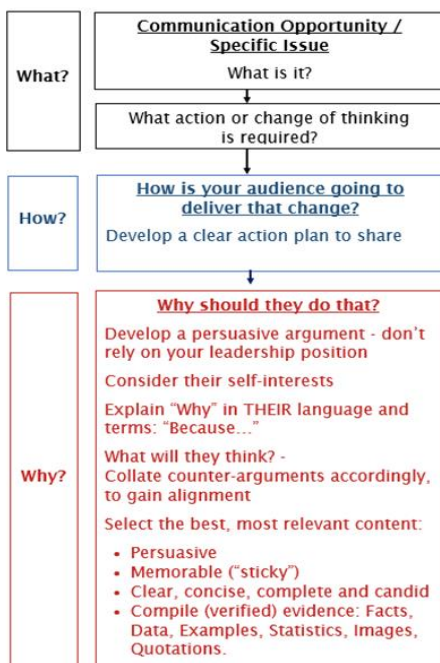 What?
Communication Opportunity /
Specific Issue
What is it?
What action or change of thinking
is required?
How?
How is your audience going to
deliver that change?
Develop a clear action plan to share
Why?
Why should they do that?
Develop a persuasive argument - don't
rely on your leadership position
Consider their self-interests
Explain "Why" in THEIR language and
terms: "Because..."
What will they think? -
Collate counter-arguments accordingly,
to gain alignment
Select the best, most relevant content:
• Persuasive
• Memorable ("sticky")
• Clear, concise, complete and candid
• Compile (verified) evidence: Facts,
Data, Examples, Statistics, Images,
Quotations.